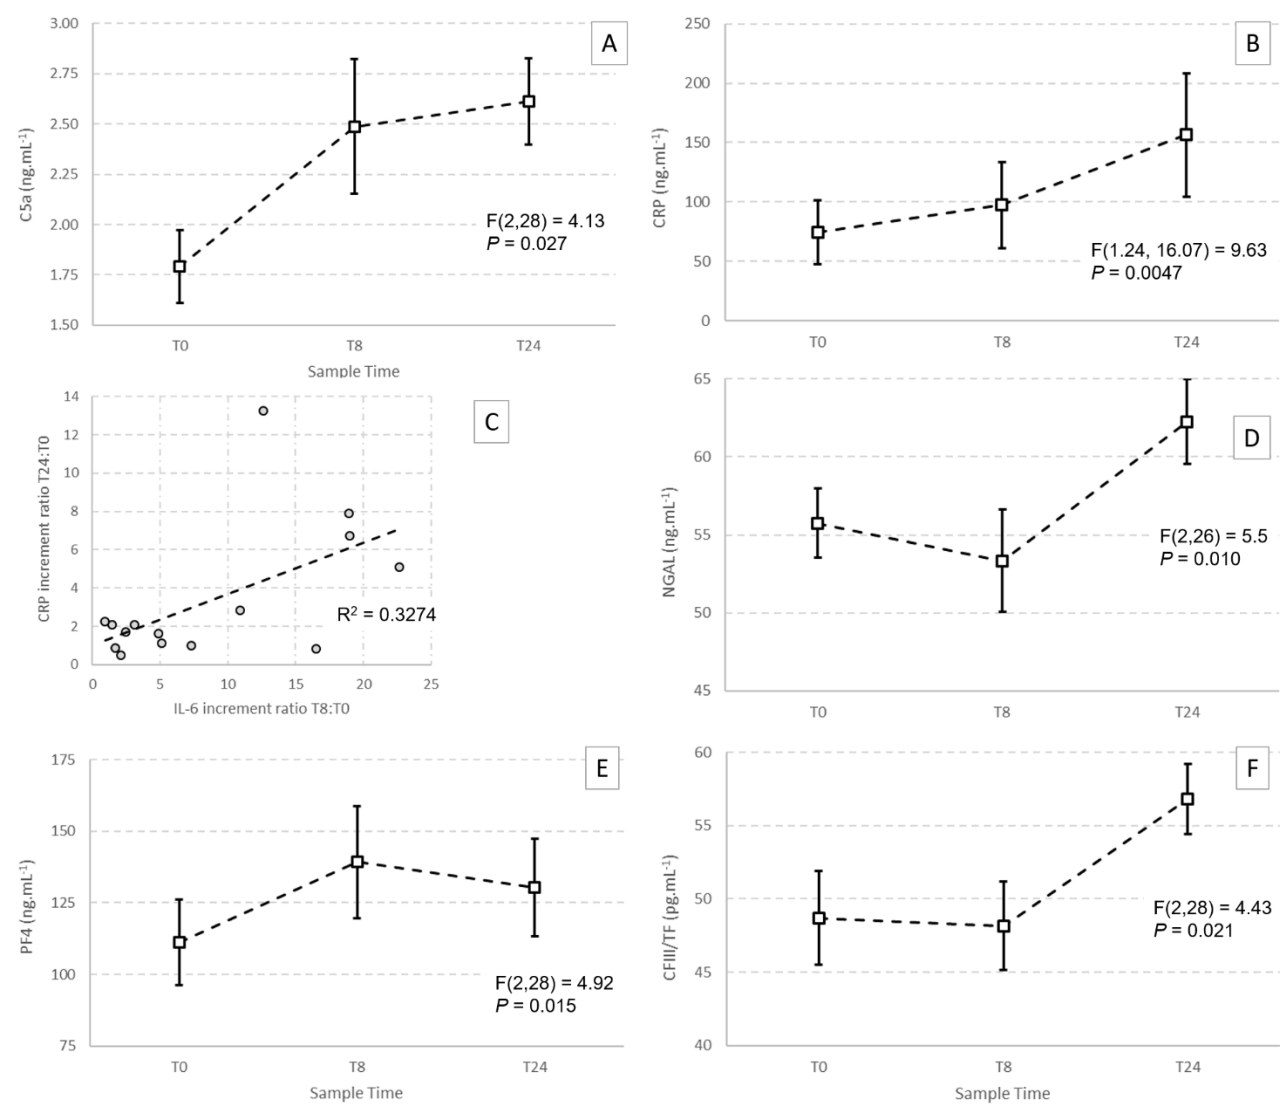 A
3.00
2.75
2.50
2.25
2.00
1.75
1.50
C5a (ng.mL-1)
F(2,28) = 4.13
P = 0.027
T0 T8 T24
Sample Time
B
250
200
150
100
50
0
CRP (ng.mL-1)
F(1.24, 16.07) = 9.63
P = 0.0047
T0 T8 T24
C
14
12
10
8
6
4
2
0
CRP increment ratio T24:T0
R2 = 0.3274
0 5 10 15 20 25
IL-6 increment ratio T8:T0
D
65
60
55
50
45
NGAL (ng.mL-1)
F(2,26) = 5.5
P = 0.010
T0 T8 T24
E
175
150
125
100
75
PF4 (ng.mL-1)
F(2,28) = 4.92
P = 0.015
T0 T8 T24
Sample Time
F
60
55
50
45
40
CFIII/TF (pg.mL-1)
F(2,28) = 4.43
P = 0.021
T0 T8 T24
Sample Time